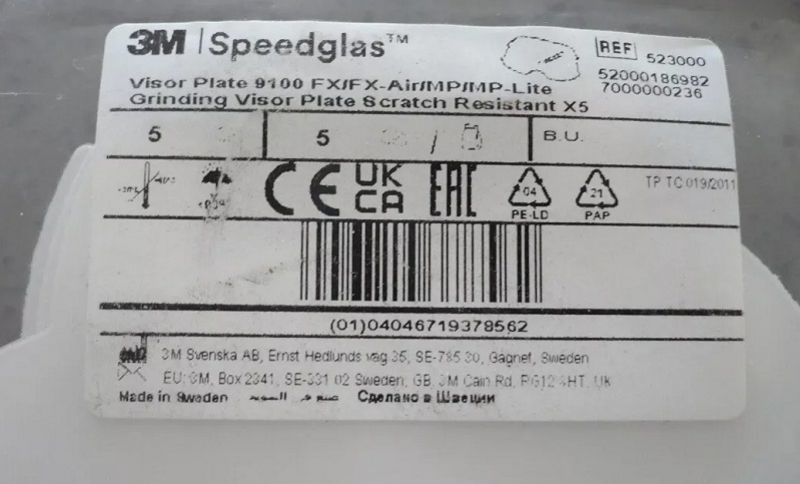 3M Speedglas™
REF 523000
52000186982
7000000236
Visor Plate 9100 FX/FX-Air/MP/MP-Lite
Grinding Visor Plate Scratch Resistant X5
5 5 B.U.
CE UK CA EAC 04 PE-LD 21 PAP TP TC 019/2011
(01)04046719378562
3M Svenska AB, Ernst Hedlunds väg 35, SE-785 30, Gagnef, Sweden
EU: 3M, Box 2341, SE-331 02 Sweden, GB 3M Cain Rd, UK
Made in Sweden Сделано в Швеции